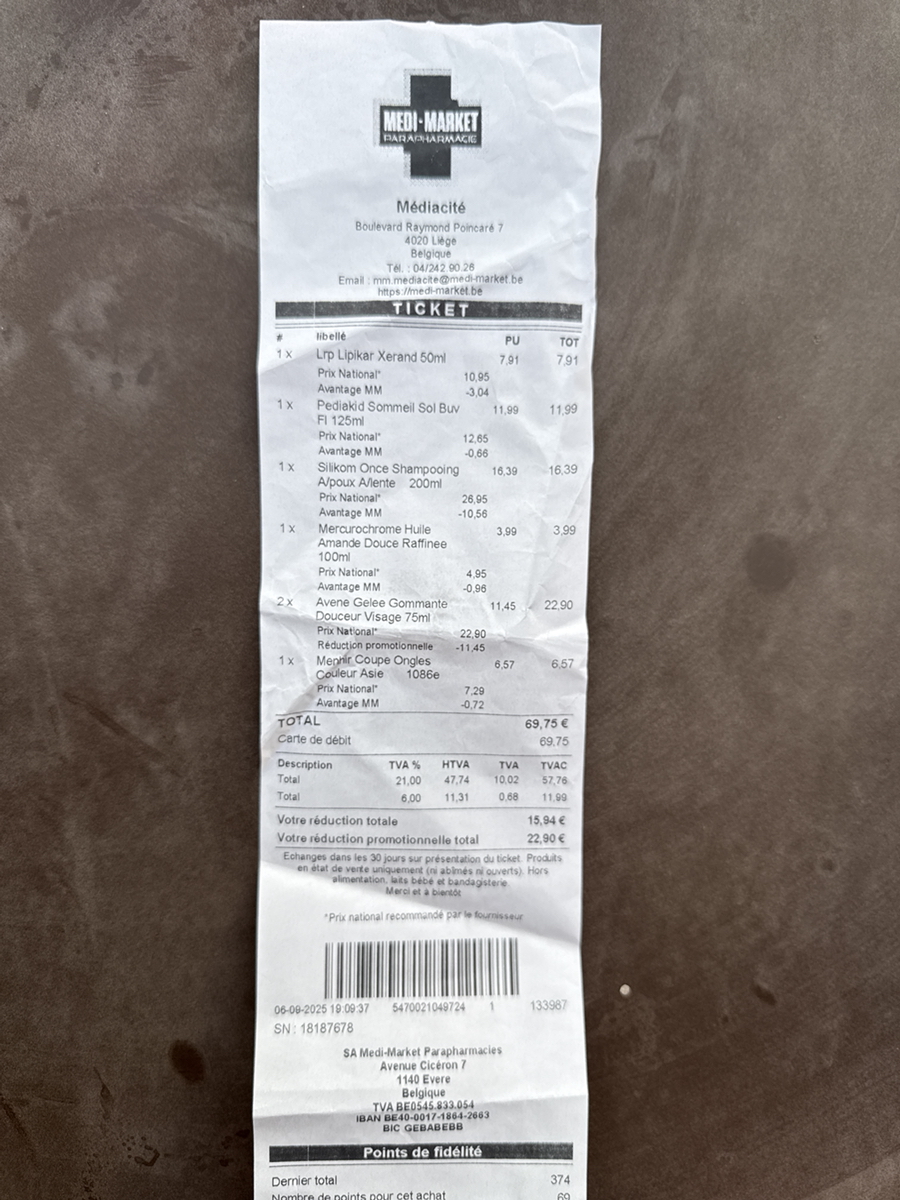 MEDI-MARKET
PARAPHARMACIE
Médiacité
Boulevard Raymond Poincaré 7
4020 Liège
Belgique
Tél. : 04/242.90.26
Email : mm.mediacite@medi-market.be
https://medi-market.be
TICKET
# libellé PU TOT
1 x Lrp Lipikar Xerand 50ml 7,91 7,91
Prix National* 10,95
Avantage MM -3,04
1 x Pediakid Sommeil Sol Buv 11,99 11,99
Fl 125ml
Prix National* 12,65
Avantage MM -0,66
1 x Silikom Once Shampooing 16,39 16,39
A/poux A/lente 200ml
Prix National* 26,95
Avantage MM -10,56
1 x Mercurochrome Huile 3,99 3,99
Amande Douce Raffinee
100ml
Prix National* 4,95
Avantage MM -0,96
2 x Avene Gelee Gommante 11,45 22,90
Douceur Visage 75ml
Prix National* 22,90
Réduction promotionnelle -11,45
1 x Menhir Coupe Ongles 6,57 6,57
Couleur Asie 1086e
Prix National* 7,29
Avantage MM -0,72
TOTAL 69,75 €
Carte de débit 69,75
Description TVA % HTVA TVA TVAC
Total 21,00 47,74 10,02 57,76
Total 6,00 11,31 0,68 11,99
Votre réduction totale 15,94 €
Votre réduction promotionnelle total 22,90 €
Echanges dans les 30 jours sur présentation du ticket. Produits
en état de vente uniquement (ni abîmés ni ouverts). Hors
alimentation, laits bébé et bandagisterie.
Merci et à bientôt
*Prix national recommandé par le fournisseur
06-09-2025 19:09:37 5470021049724 1 133987
SN : 18187678
SA Medi-Market Parapharmacies
Avenue Cicéron 7
1140 Evere
Belgique
TVA BE0545.833.054
IBAN BE40-0017-1864-2663
BIC GEBABEBB
Points de fidélité
Dernier total 374
Nombre de points pour cet achat 69